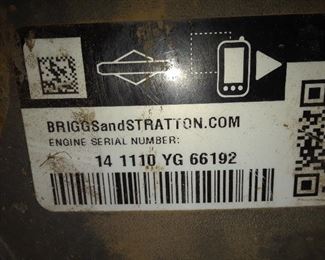 BRIGGSandSTRATTON.COM
ENGINE SERIAL NUMBER:
14 1110 YG 66192